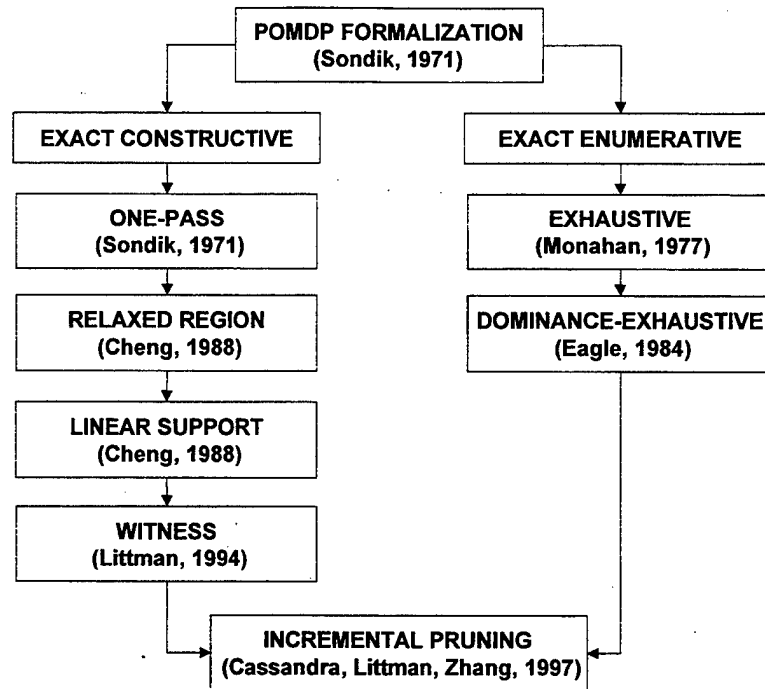 POMDP FORMALIZATION
(Sondik, 1971)
EXACT CONSTRUCTIVE
EXACT ENUMERATIVE
ONE-PASS
(Sondik, 1971)
EXHAUSTIVE
(Monahan, 1977)
RELAXED REGION
(Cheng, 1988)
DOMINANCE-EXHAUSTIVE
(Eagle, 1984)
LINEAR SUPPORT
(Cheng, 1988)
WITNESS
(Littman, 1994)
INCREMENTAL PRUNING
(Cassandra, Littman, Zhang, 1997)